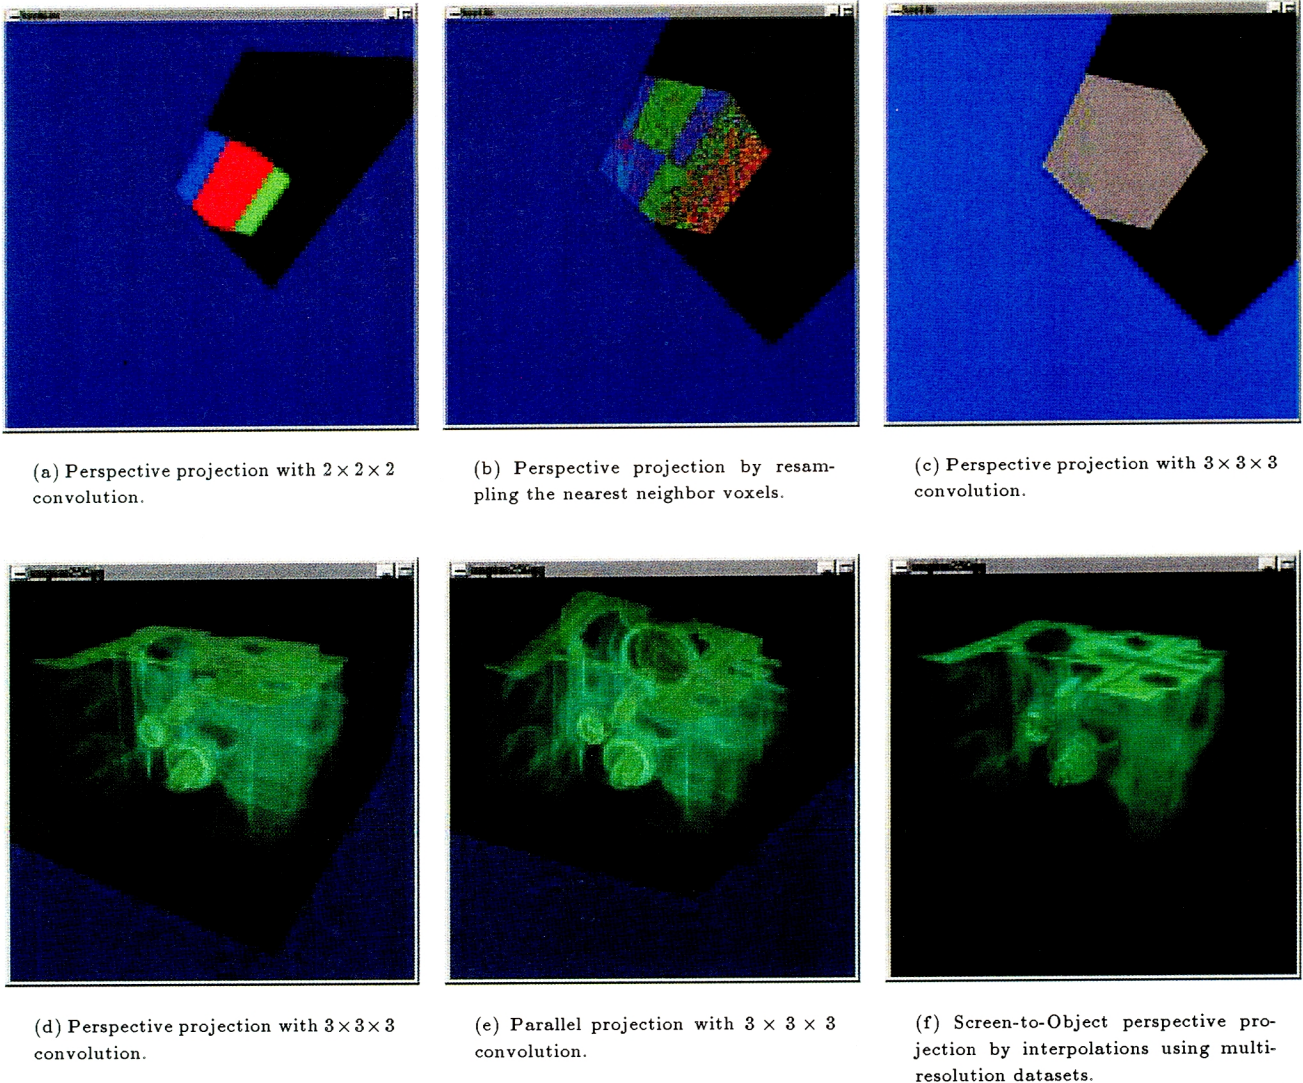 (a) Perspective projection with 2 × 2 × 2
convolution.
(b) Perspective projection by resam-
pling the nearest neighbor voxels.
(c) Perspective projection with 3 × 3 × 3
convolution.
(d) Perspective projection with 3 × 3 × 3
convolution.
(e) Parallel projection with 3 × 3 × 3
convolution.
(f) Screen-to-Object perspective pro-
jection by interpolations using multi-
resolution datasets.